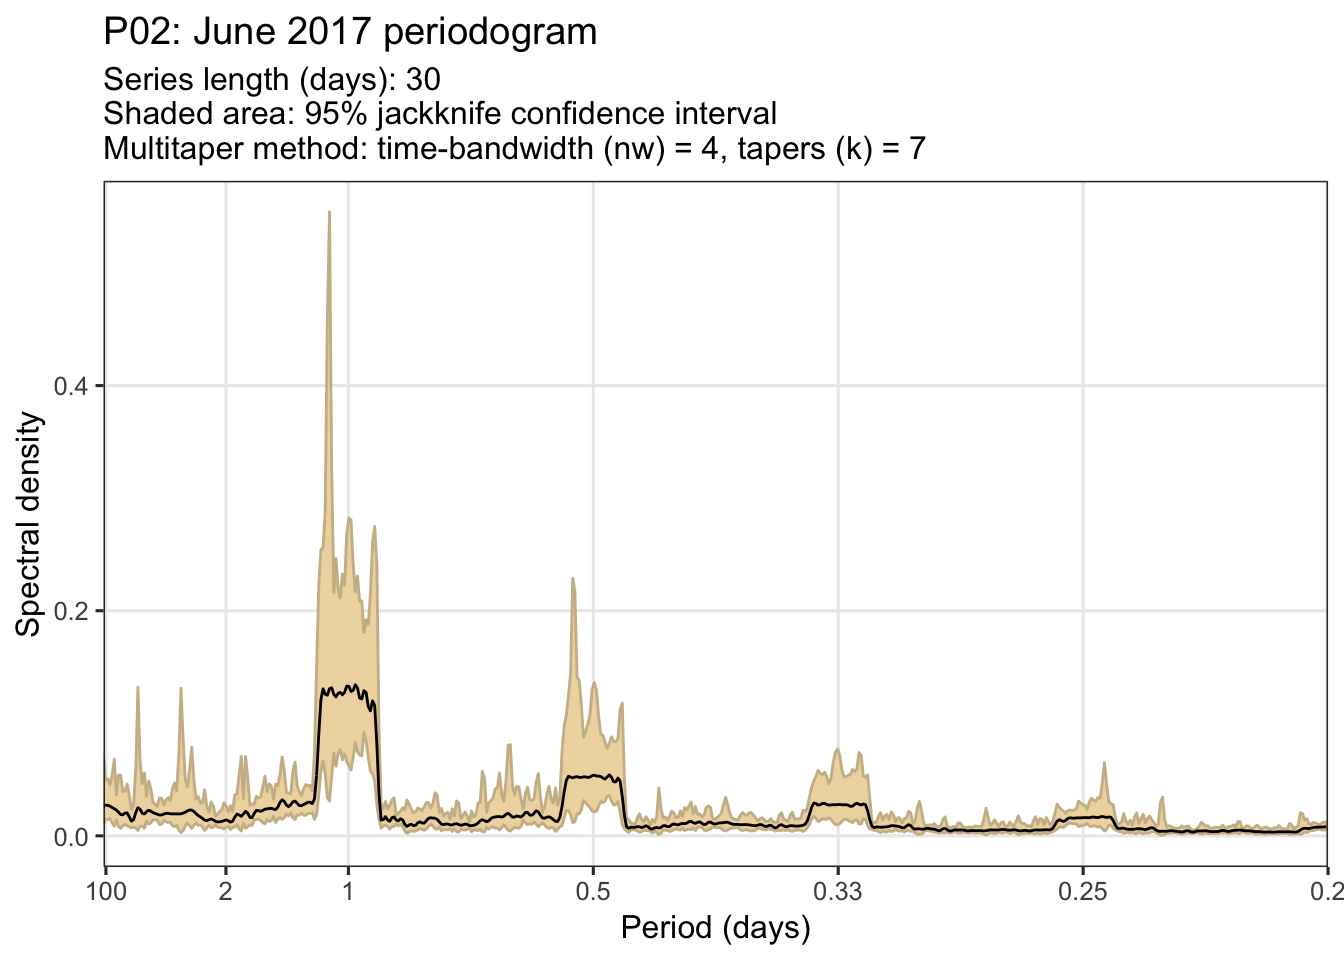 P02: June 2017 periodogram
Series length (days): 30
Shaded area: 95% jackknife confidence interval
Multitaper method: time-bandwidth (nw) = 4, tapers (k) = 7
Spectral density
0.4
0.2
0.0
100 2 1 0.5 0.33 0.25 0.2
Period (days)